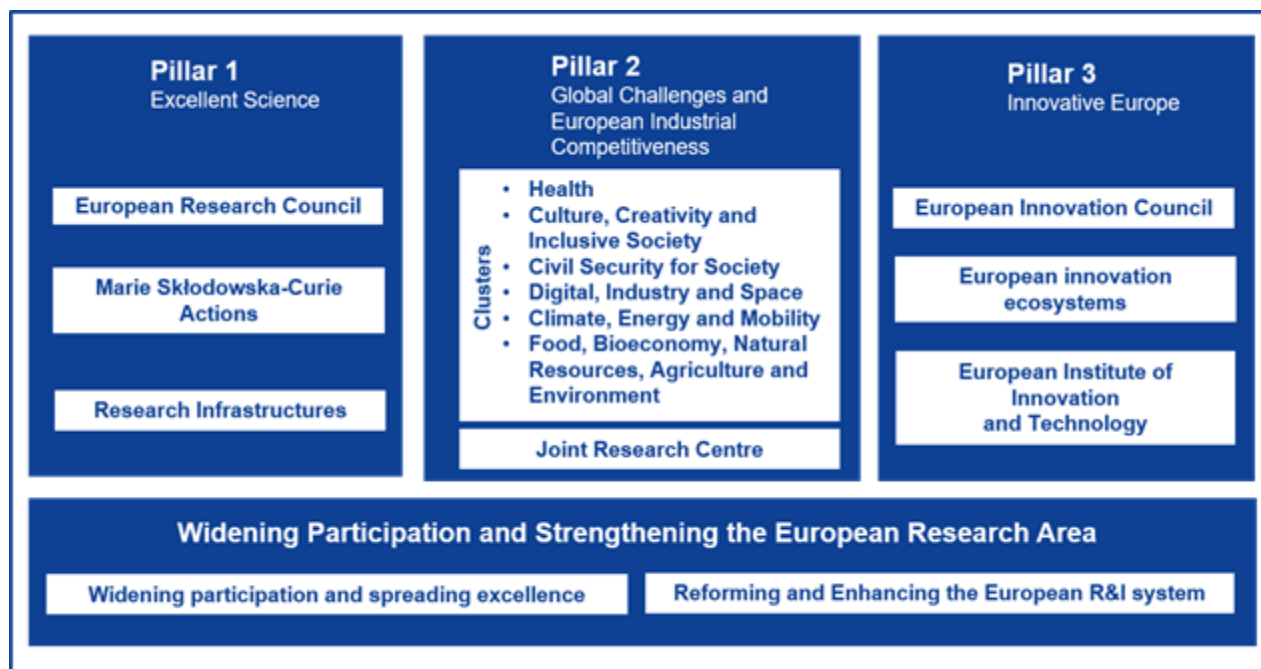 Pillar 1
Excellent Science
European Research Council
Marie Skłodowska-Curie
Actions
Research Infrastructures
Pillar 2
Global Challenges and
European Industrial
Competitiveness
Clusters
• Health
• Culture, Creativity and
Inclusive Society
• Civil Security for Society
• Digital, Industry and Space
• Climate, Energy and Mobility
• Food, Bioeconomy, Natural
Resources, Agriculture and
Environment
Joint Research Centre
Pillar 3
Innovative Europe
European Innovation Council
European innovation
ecosystems
European Institute of
Innovation
and Technology
Widening Participation and Strengthening the European Research Area
Widening participation and spreading excellence
Reforming and Enhancing the European R&I system